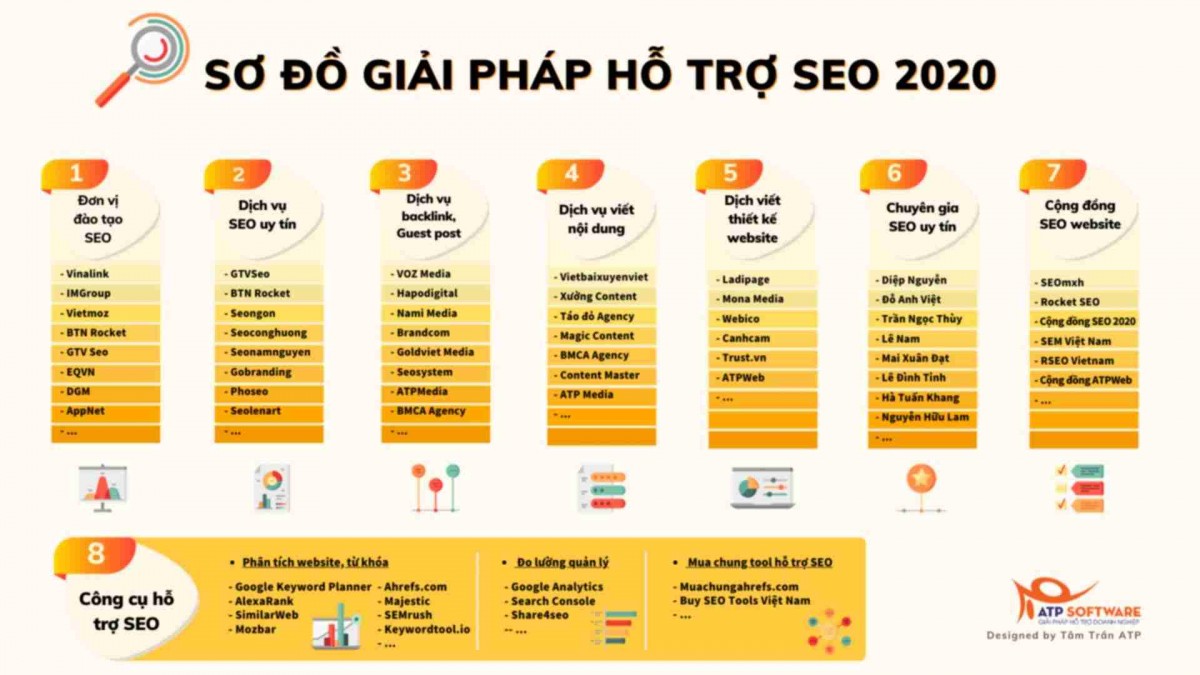 SƠ ĐỒ GIẢI PHÁP HỖ TRỢ SEO 2020
1
Đơn vị
đào tạo
SEO
- Vinalink
- IMGroup
- Vietmoz
- BTN Rocket
- GTV Seo
- EQVN
- DGM
- AppNet
- ...
2
Dịch vụ
SEO uy tín
- GTVSeo
- BTN Rocket
- Seongon
- Seoconghuong
- Seonamnguyen
- Gobranding
- Phoseo
- Seolenart
- ...
3
Dịch vụ
backlink,
Guest post
- VOZ Media
- Hapodigital
- Nami Media
- Brandcom
- Goldviet Media
- Seosystem
- ATPMedia
- BMCA Agency
- ...
4
Dịch vụ viết
nội dung
- Vietbaixuyenviet
- Xưởng Content
- Táo đỏ Agency
- Magic Content
- BMCA Agency
- Content Master
- ATP Media
- ...
5
Dịch viết
thiết kế
website
- Ladipage
- Mona Media
- Webico
- Canhcam
- Trust.vn
- ATPWeb
- ...
6
Chuyên gia
SEO uy tín
- Diệp Nguyễn
- Đỗ Anh Việt
- Trần Ngọc Thùy
- Lê Nam
- Mai Xuân Đạt
- Lê Đình Tinh
- Hà Tuấn Khang
- Nguyễn Hữu Lam
- ...
7
Cộng đồng
SEO website
- SEOmxh
- Rocket SEO
- Cộng đồng SEO 2020
- SEM Việt Nam
- RSEO Vietnam
- Cộng đồng ATPWeb
- ...
8
Công cụ hỗ
trợ SEO
• Phân tích website, từ khóa
- Google Keyword Planner
- AlexaRank
- SimilarWeb
- Mozbar
- Ahrefs.com
- Majestic
- SEMrush
- Keywordtool.io
- ...
• Đo lường quản lý
- Google Analytics
- Search Console
- Share4seo
-- ...
• Mua chung tool hỗ trợ SEO
- Muachungahrefs.com
- Buy SEO Tools Việt Nam
- ...
ATP SOFTWARE
GIẢI PHÁP HỖ TRỢ DOANH NGHIỆP
Designed by Tâm Trần ATP